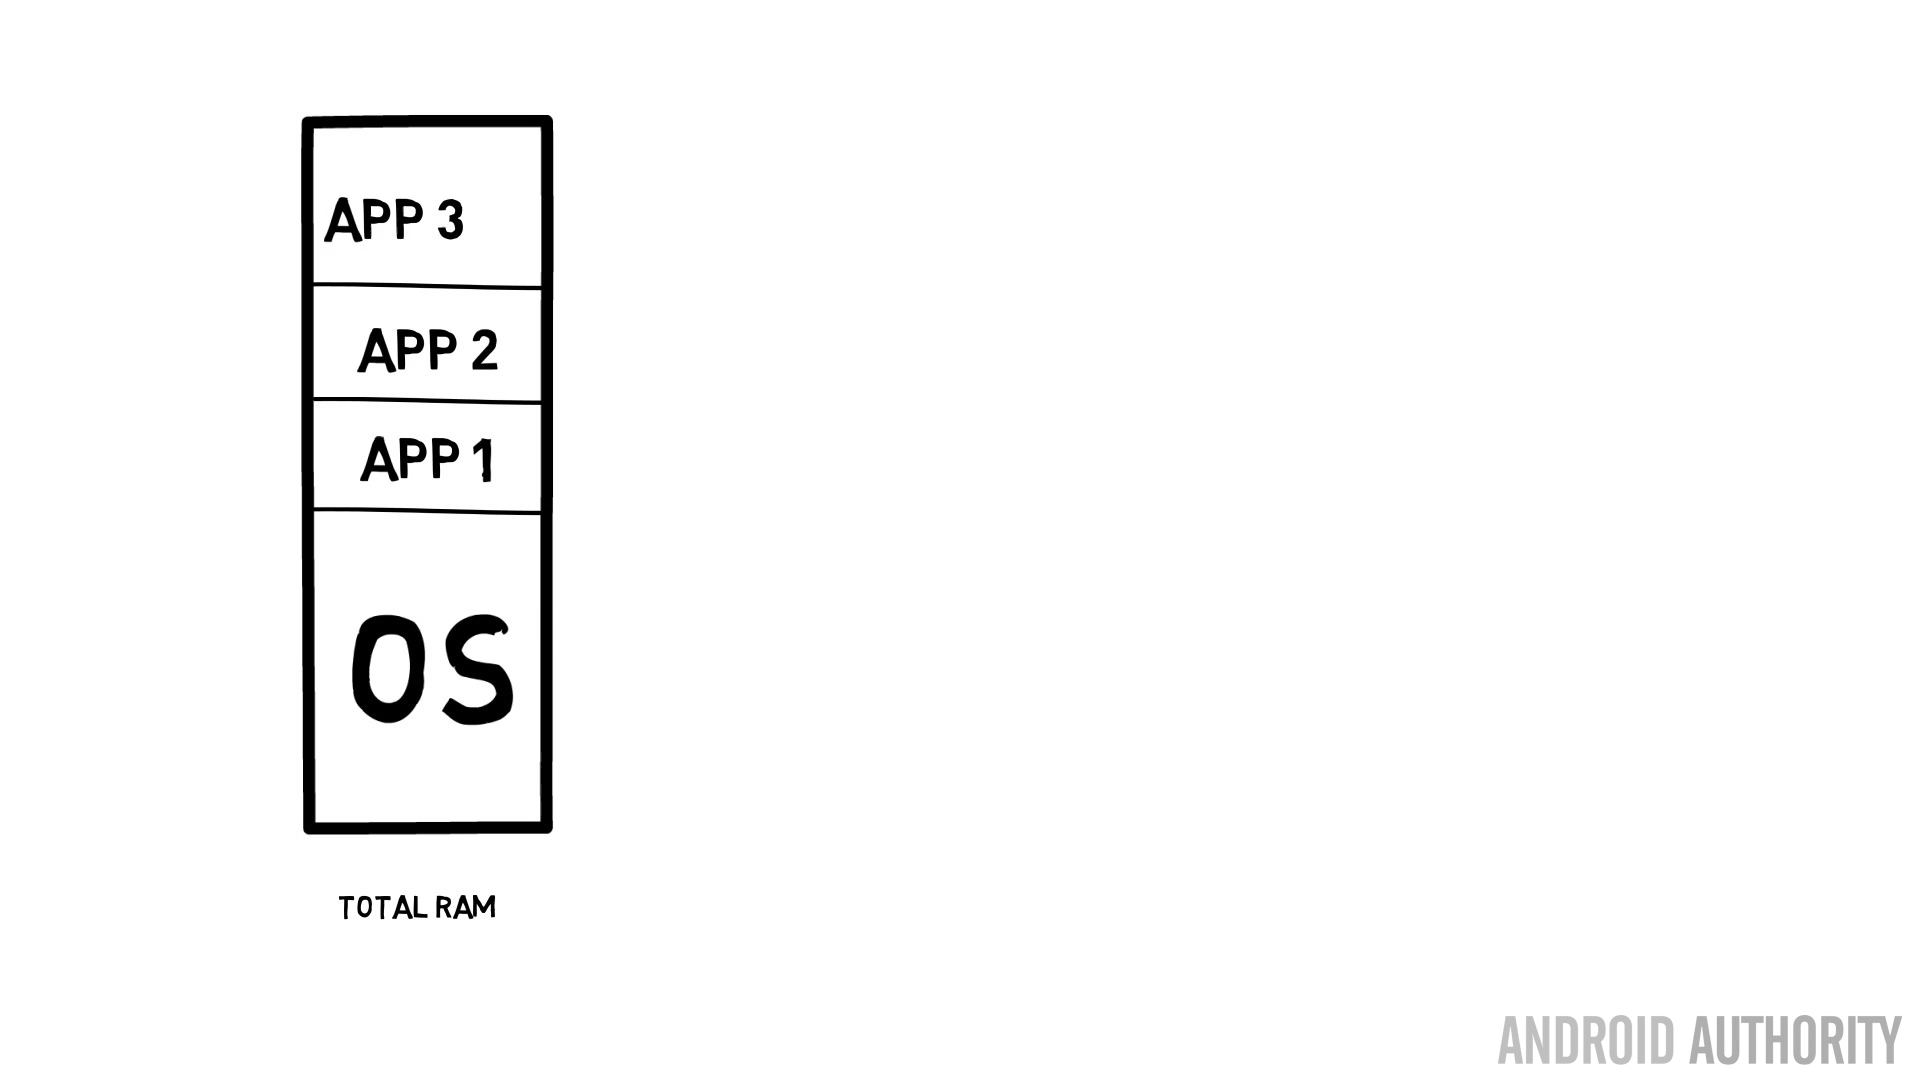 APP 3
APP 2
APP 1
OS
TOTAL RAM
ANDROID AUTHORITY